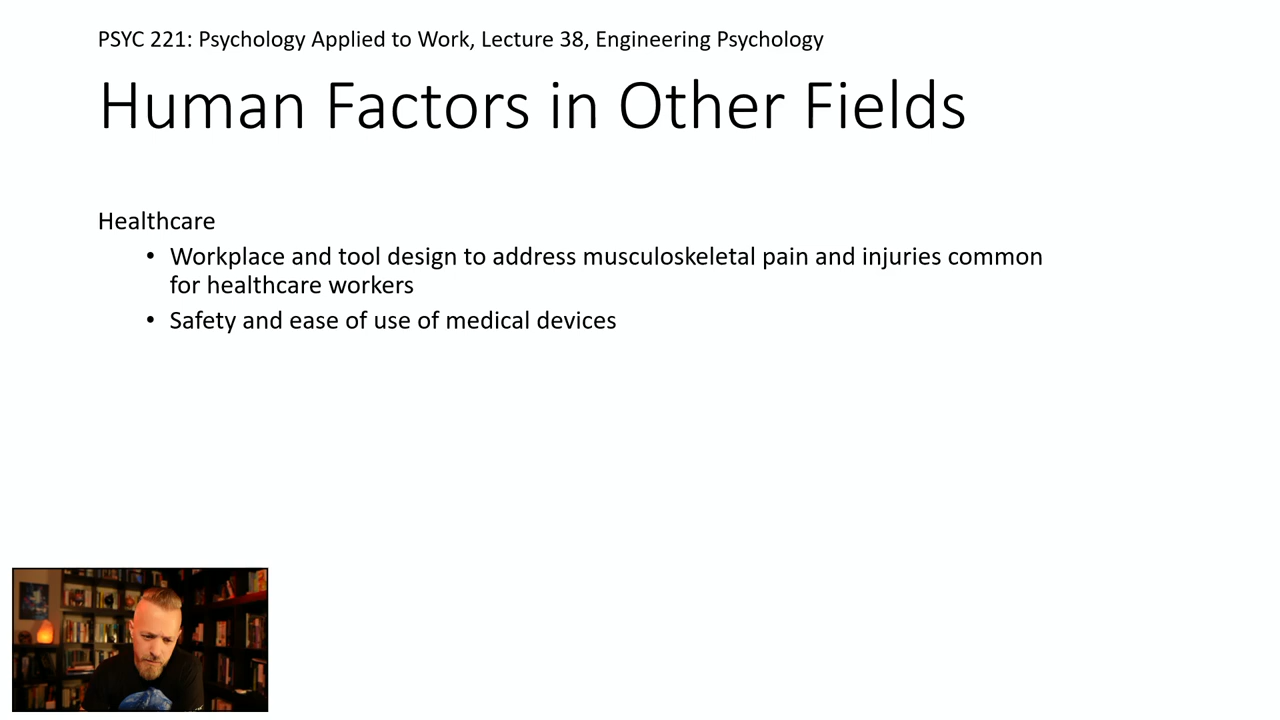 PSYC 221: Psychology Applied to Work, Lecture 38, Engineering Psychology
Human Factors in Other Fields
Healthcare
• Workplace and tool design to address musculoskeletal pain and injuries common
for healthcare workers
• Safety and ease of use of medical devices